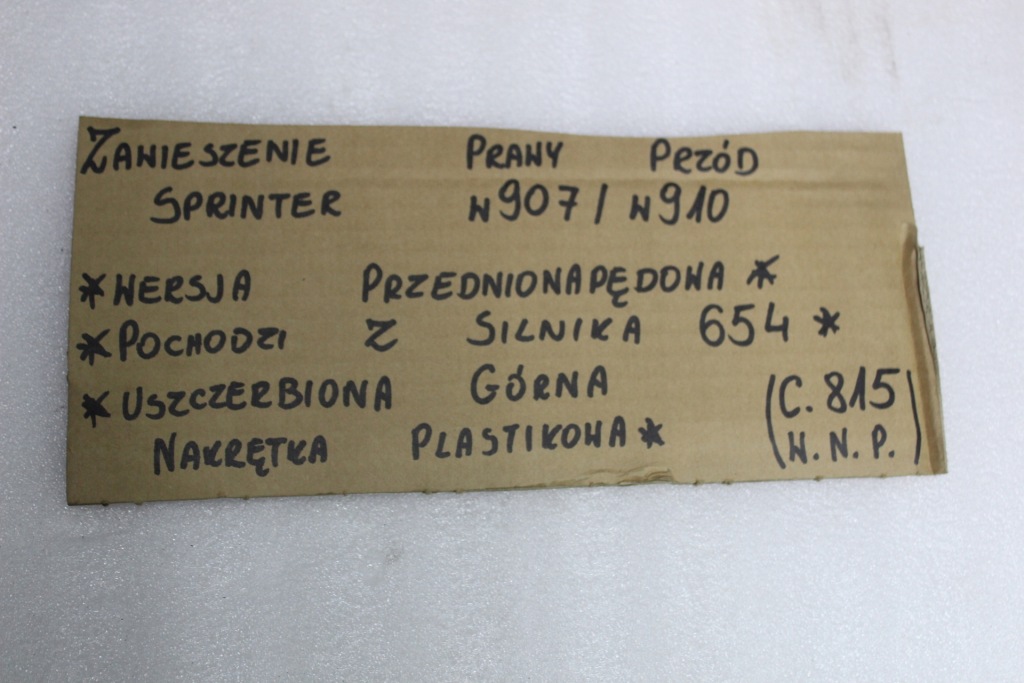 ZAWIESZENIE PRAWY PRZÓD
SPRINTER W907 / W910
*WERSJA PRZEDNIONAPĘDOWA *
*POCHODZI Z SILNIKA 654 *
*USZCZERBIONA GÓRNA (C. 815
NAKRĘTKA PLASTIKOWA* W. N. P.)